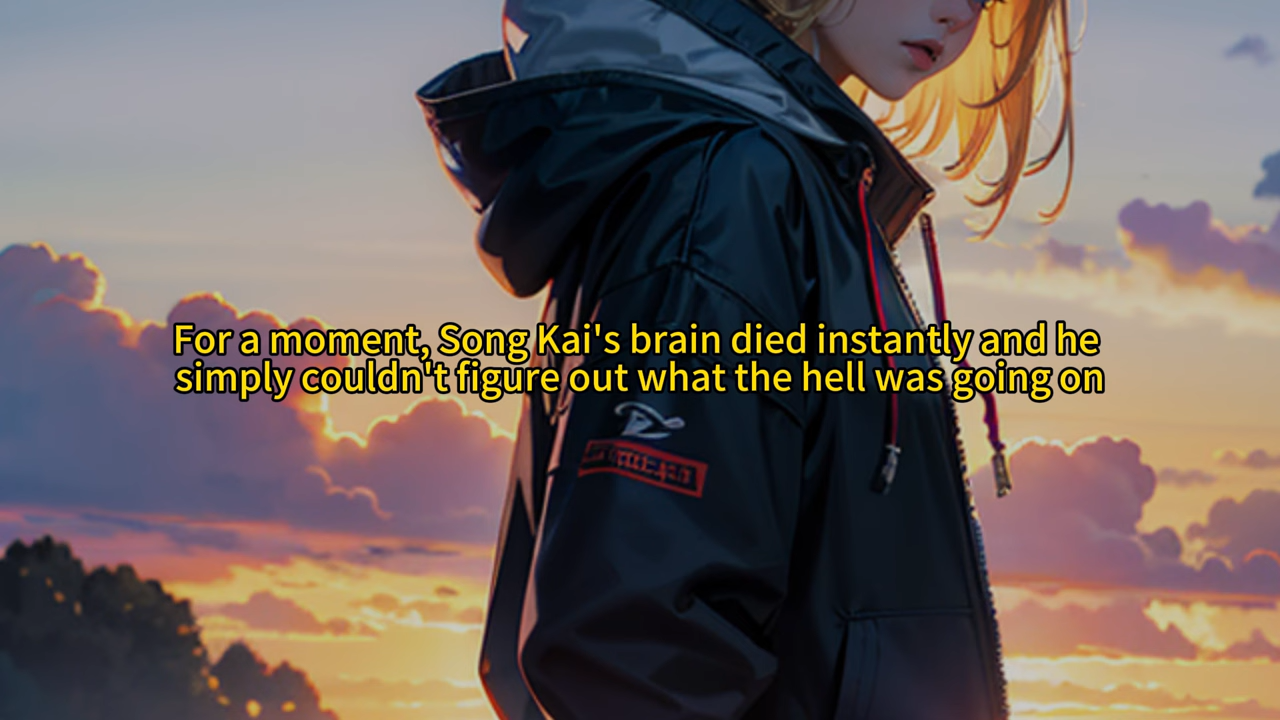 For a moment, Song Kai's brain died instantly and he
simply couldn't figure out what the hell was going on